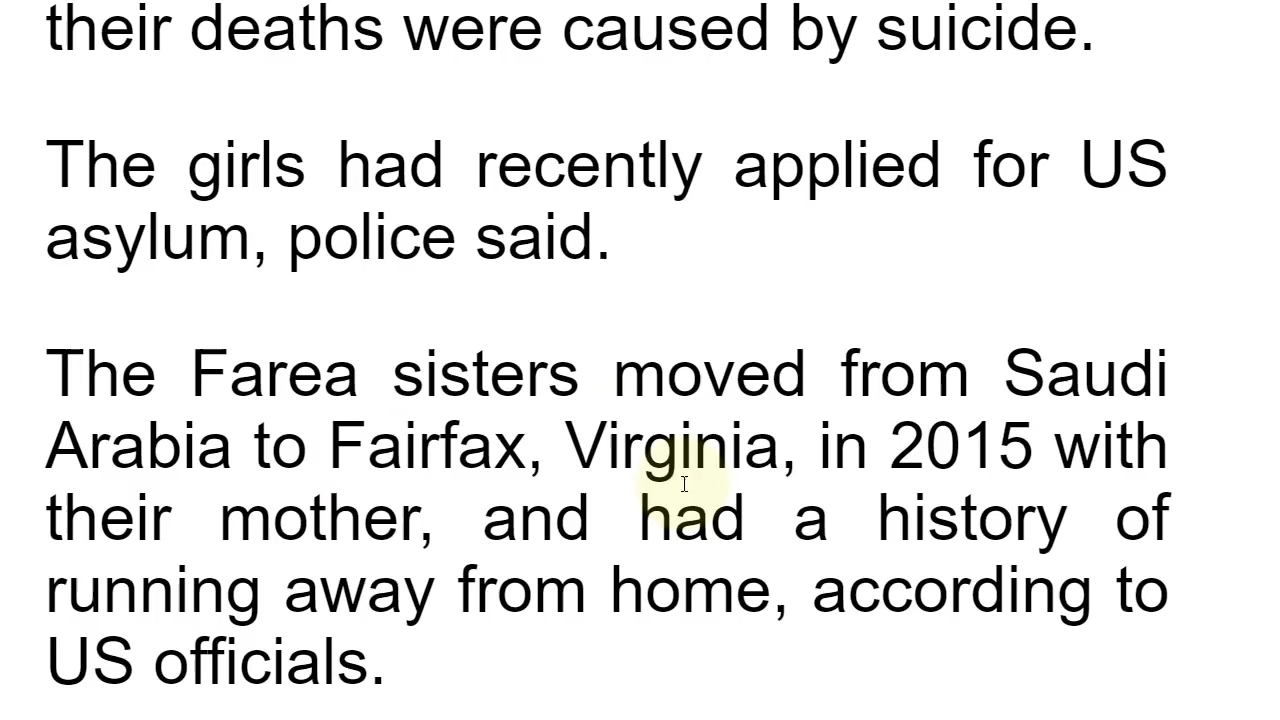 their deaths were caused by suicide.
The girls had recently applied for US
asylum, police said.
The Farea sisters moved from Saudi
Arabia to Fairfax, Virginia, in 2015 with
their mother, and had a history of
running away from home, according to
US officials.